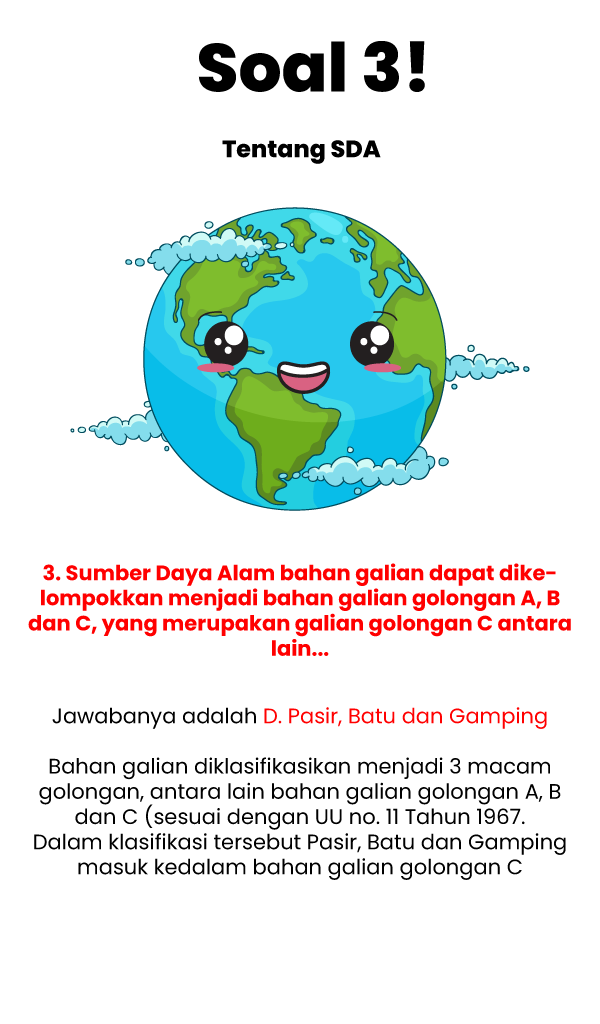 Soal 3!
Tentang SDA
3. Sumber Daya Alam bahan galian dapat dike-
lompokkan menjadi bahan galian golongan A, B
dan C, yang merupakan galian golongan C antara
lain...
Jawabanya adalah D. Pasir, Batu dan Gamping
Bahan galian diklasifikasikan menjadi 3 macam
golongan, antara lain bahan galian golongan A, B
dan C (sesuai dengan UU no. 11 Tahun 1967.
Dalam klasifikasi tersebut Pasir, Batu dan Gamping
masuk kedalam bahan galian golongan C